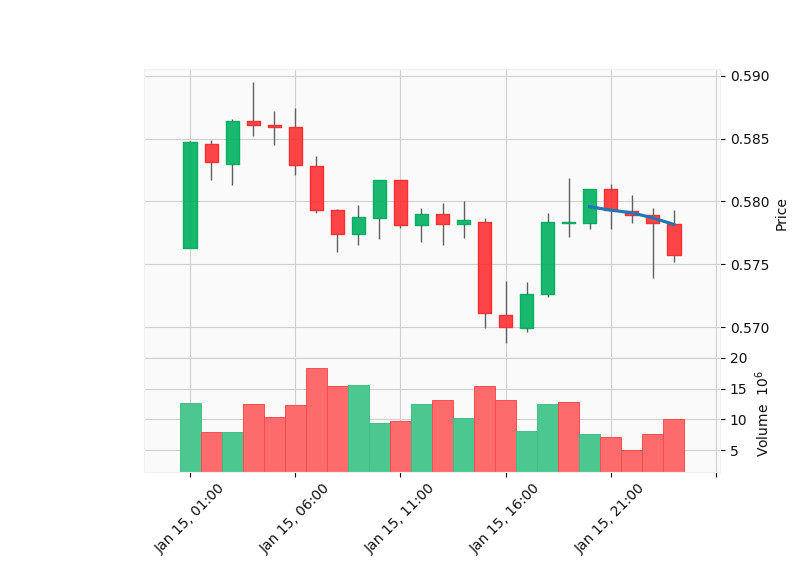 0.590
0.585
0.580
0.575
0.570
Price
20
15
10
5
Volume 10^6
Jan 15, 01:00
Jan 15, 06:00
Jan 15, 11:00
Jan 15, 16:00
Jan 15, 21:00